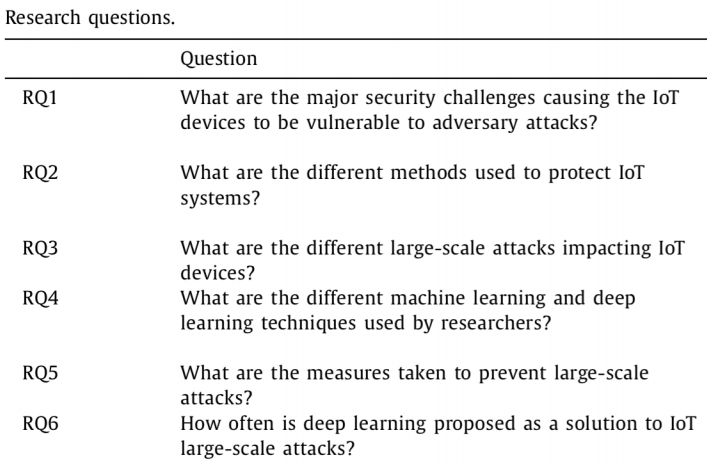 Research questions.
Question
RQ1 What are the major security challenges causing the IoT
devices to be vulnerable to adversary attacks?
RQ2 What are the different methods used to protect IoT
systems?
RQ3 What are the different large-scale attacks impacting IoT
devices?
RQ4 What are the different machine learning and deep
learning techniques used by researchers?
RQ5 What are the measures taken to prevent large-scale
attacks?
RQ6 How often is deep learning proposed as a solution to IoT
large-scale attacks?